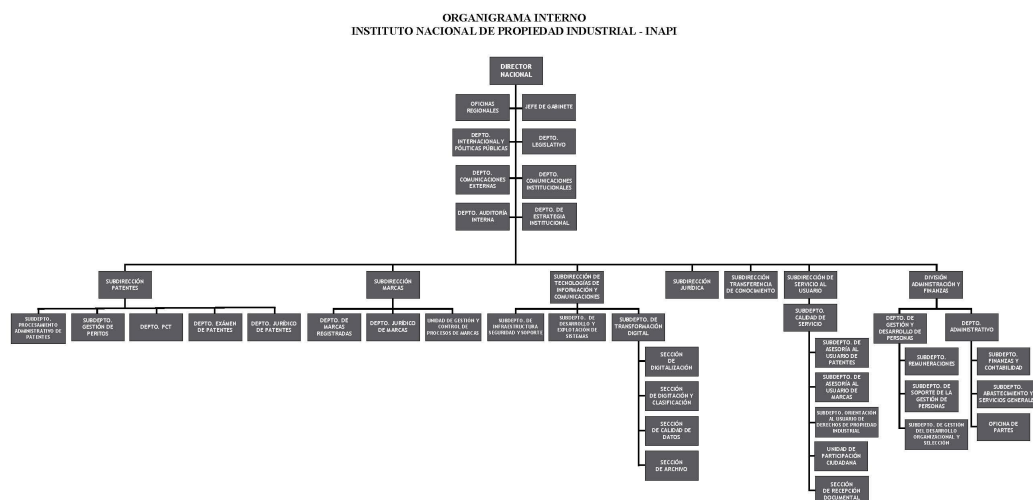 ORGANIGRAMA INTERNO
INSTITUTO NACIONAL DE PROPIEDAD INDUSTRIAL - INAPI
DIRECTOR
NACIONAL
OFICINAS
REGIONALES
JEFE DE GABINETE
DEPTO.
INTERNACIONAL Y
PÓLITICAS PÚBLICAS
DEPTO.
LEGISLATIVO
DEPTO.
COMUNICACIONES
EXTERNAS
DEPTO.
COMUNICACIONES
INSTITUCIONALES
DEPTO. AUDITORÍA
INTERNA
DEPTO. DE
ESTRATEGIA
INSTITUCIONAL
SUBDIRECCIÓN
PATENTES
SUBDIRECCIÓN
MARCAS
SUBDIRECCIÓN DE
TECNOLOGÍAS DE
INFORMACIÓN Y
COMUNICACIONES
SUBDIRECCIÓN
JURÍDICA
SUBDIRECCIÓN
TRANSFERENCIA
DE CONOCIMIENTO
SUBDIRECCIÓN DE
SERVICIO AL
USUARIO
DIVISIÓN
ADMINISTRACIÓN Y
FINANZAS
SUBDEPTO.
PROCESAMIENTO
ADMINISTRATIVO DE
PATENTES
SUBDEPTO.
GESTIÓN DE
PERITOS
DEPTO. PCT
DEPTO. EXÁMEN
DE PATENTES
DEPTO. JURÍDICO
DE PATENTES
DEPTO. DE
MARCAS
REGISTRADAS
DEPTO. JURÍDICO
DE MARCAS
UNIDAD DE GESTIÓN Y
CONTROL DE
PROCESOS DE MARCAS
SUBDEPTO. DE
INFRAESTRUCTURA
SEGURIDAD Y SOPORTE
SUBDEPTO. DE
DESARROLLO Y
EXPLOTACIÓN DE
SISTEMAS
SUBDEPTO. DE
TRANSFORMACIÓN
DIGITAL
SECCIÓN
DE
DIGITALIZACIÓN
SECCIÓN
DE DIGITACIÓN Y
CLASIFICACIÓN
SECCIÓN
DE CALIDAD DE
DATOS
SECCIÓN
DE ARCHIVO
SUBDEPTO.
CALIDAD DE
SERVICIO
SUBDEPTO. DE
ASESORÍA AL
USUARIO DE
PATENTES
SUBDEPTO. DE
ASESORÍA AL
USUARIO DE
MARCAS
SUBDEPTO. ORIENTACIÓN
AL USUARIO DE
DERECHOS DE PROPIEDAD
INDUSTRIAL
UNIDAD DE
PARTICIPACIÓN
CIUDADANA
SECCIÓN
DE RECEPCIÓN
DOCUMENTAL
DEPTO. DE
GESTIÓN Y
DESARROLLO DE
PERSONAS
DEPTO.
ADMINISTRATIVO
SUBDEPTO.
REMUNERACIONES
SUBDEPTO. DE
SOPORTE DE LA
GESTIÓN DE
PERSONAS
SUBDEPTO. DE GESTIÓN
DEL DESARROLLO
ORGANIZACIONAL Y
SELECCIÓN
SUBDEPTO.
FINANZAS Y
CONTABILIDAD
SUBDEPTO.
ABASTECIMIENTO Y
SERVICIOS GENERALES
OFICINA DE
PARTES